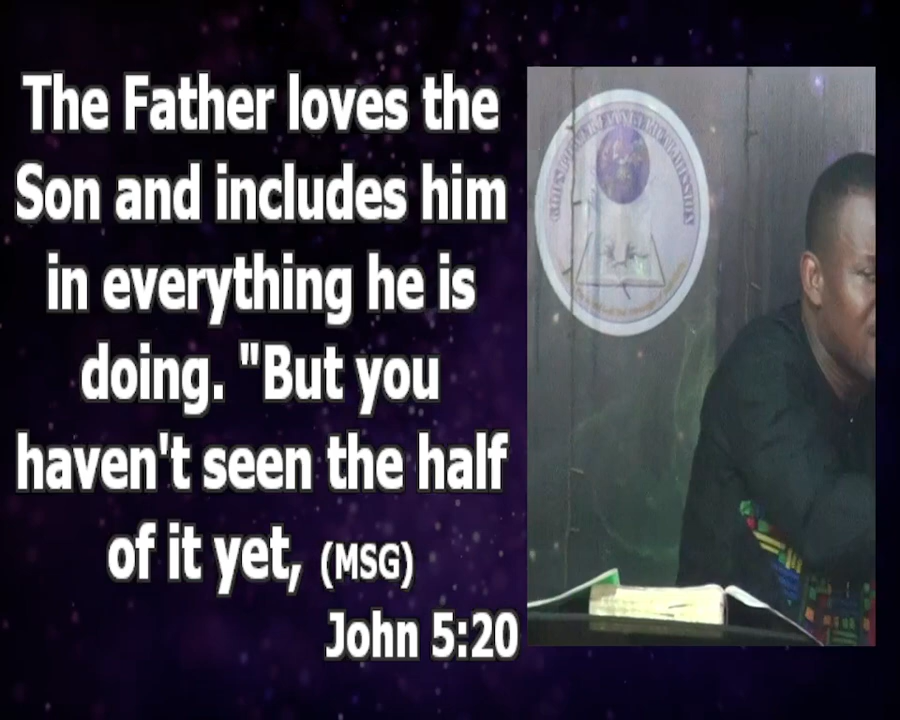 The Father loves the
Son and includes him
in everything he is
doing. "But you
haven't seen the half
of it yet, (MSG)
John 5:20